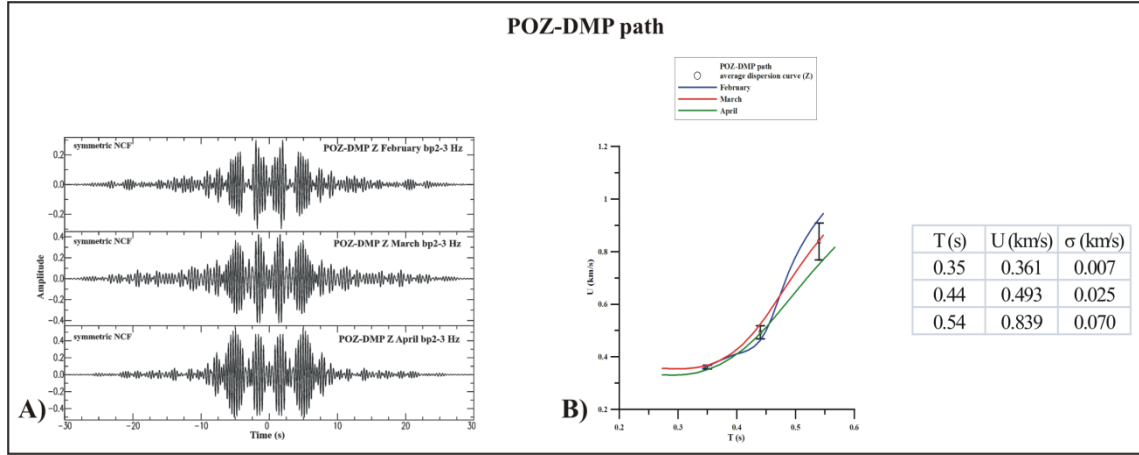 POZ-DMP path
POZ-DMP path
average dispersion curve (Z)
February
March
April
symmetric NCF
POZ-DMP Z February bp2-3 Hz
0.2
0.0
-0.2
symmetric NCF
POZ-DMP Z March bp2-3 Hz
0.4
0.2
0.0
-0.2
-0.4
Amplitude
symmetric NCF
POZ-DMP Z April bp2-3 Hz
0.4
0.2
0.0
-0.2
-0.4
-30
-20
-10
0
10
20
30
Time (s)
A)
1.2
1
0.8
0.6
0.4
0.2
U (km/s)
0.2
0.3
0.4
0.5
0.6
T (s)
B)
T (s) U (km/s) σ (km/s)
0.35 0.361 0.007
0.44 0.493 0.025
0.54 0.839 0.070